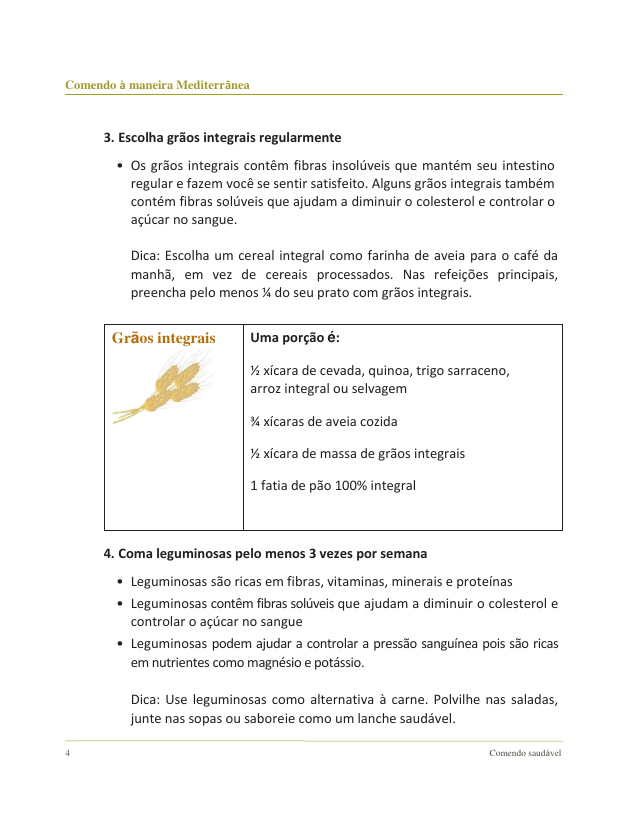 Comendo à maneira Mediterrânea
3. Escolha grãos integrais regularmente
• Os grãos integrais contêm fibras insolúveis que mantém seu intestino
regular e fazem você se sentir satisfeito. Alguns grãos integrais também
contém fibras solúveis que ajudam a diminuir o colesterol e controlar o
açúcar no sangue.
Dica: Escolha um cereal integral como farinha de aveia para o café da
manhã, em vez de cereais processados. Nas refeições principais,
preencha pelo menos ¼ do seu prato com grãos integrais.
Grãos integrais
Uma porção é:
½ xícara de cevada, quinoa, trigo sarraceno,
arroz integral ou selvagem
¾ xícaras de aveia cozida
½ xícara de massa de grãos integrais
1 fatia de pão 100% integral
4. Coma leguminosas pelo menos 3 vezes por semana
• Leguminosas são ricas em fibras, vitaminas, minerais e proteínas
• Leguminosas contêm fibras solúveis que ajudam a diminuir o colesterol e
controlar o açúcar no sangue
• Leguminosas podem ajudar a controlar a pressão sanguínea pois são ricas
em nutrientes como magnésio e potássio.
Dica: Use leguminosas como alternativa à carne. Polvilhe nas saladas,
junte nas sopas ou saboreie como um lanche saudável.
4
Comendo saudável